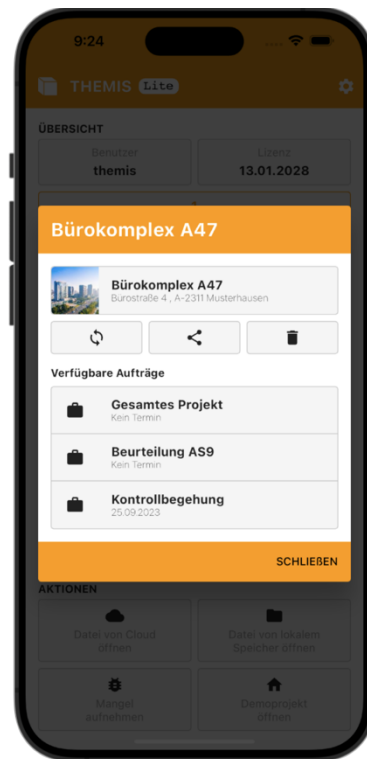 9:24
THEMIS Lite
ÜBERSICHT
Benutzer
Lizenz
themis
13.01.2028
Bürokomplex A47
Bürokomplex A47
Bürostraße 4 , A-2311 Musterhausen
Verfügbare Aufträge
Gesamtes Projekt
Kein Termin
Beurteilung AS9
Kein Termin
Kontrollbegehung
25.09.2023
SCHLIEßEN
AKTIONEN
Datei von Cloud
öffnen
Datei von lokalem
Speicher öffnen
Mangel
aufnehmen
Demoprojekt
öffnen